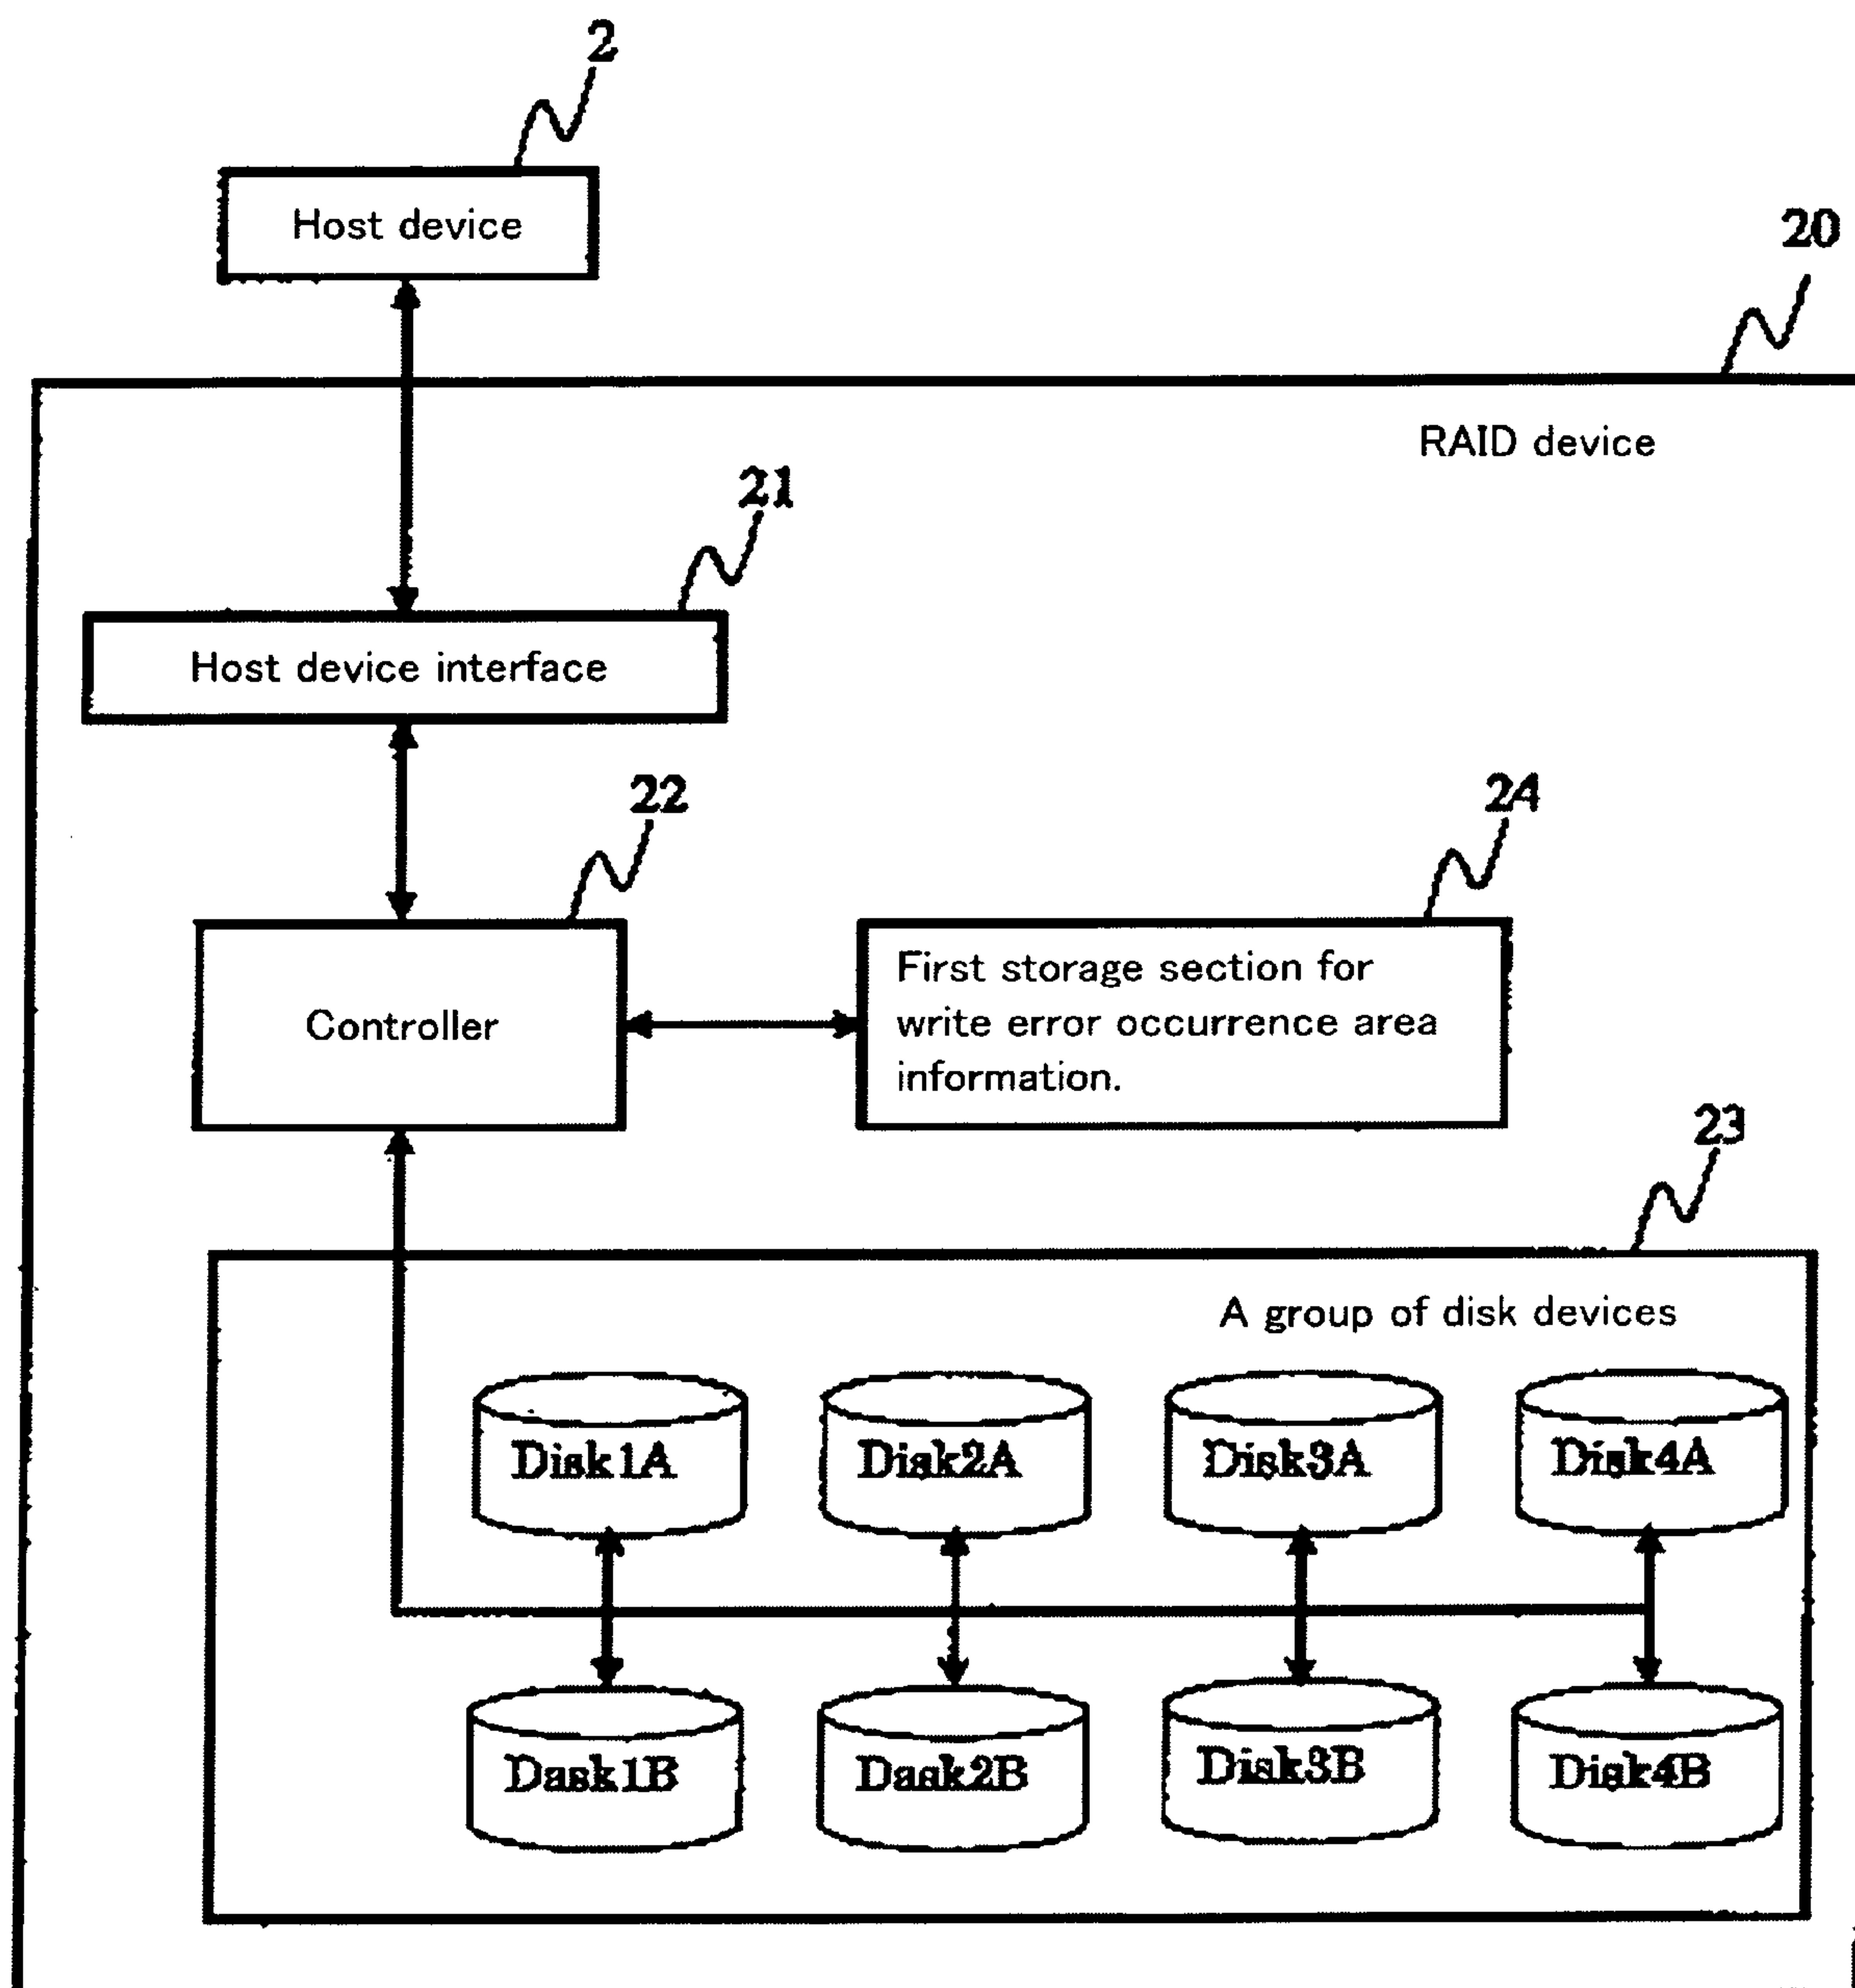 2
Host device
20
RAID device
21
Host device interface
22
24
Controller
First storage section for
write error occurrence area
information.
23
A group of disk devices
Disk1A
Disk2A
Disk3A
Disk4A
Dask1B
Dask2B
Disk3B
Disk4B